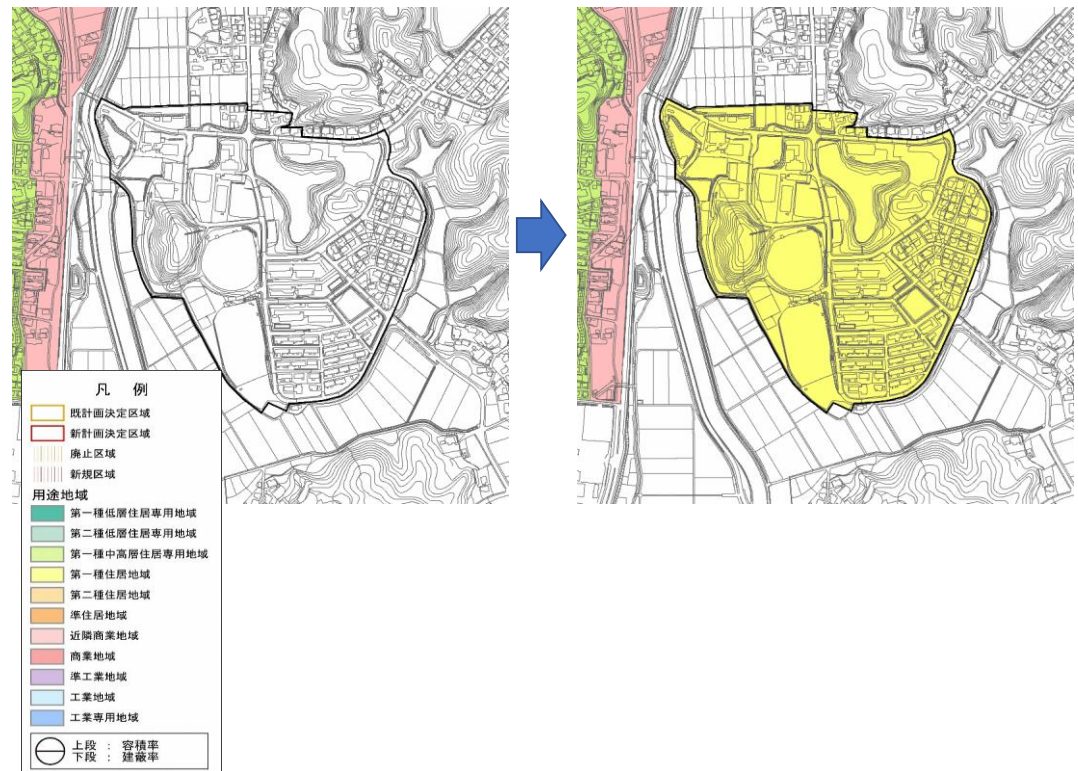 凡 例
既計画決定区域
新計画決定区域
廃止区域
新規区域
用途地域
第一種低層住居専用地域
第二種低層住居専用地域
第一種中高層住居専用地域
第一種住居地域
第二種住居地域
準住居地域
近隣商業地域
商業地域
準工業地域
工業地域
工業専用地域
上段 : 容積率
下段 : 建蔽率